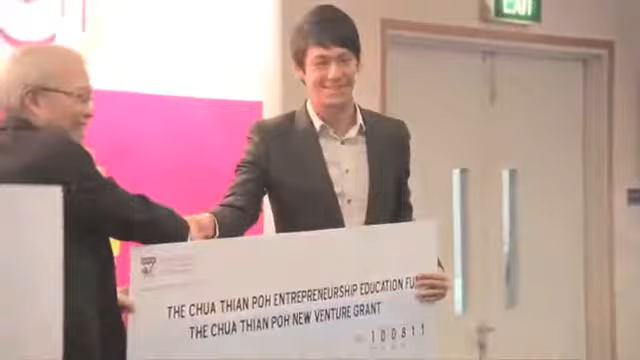 EXIT
THE CHUA THIAN POH ENTREPRENEURSHIP EDUCATION FU
THE CHUA THIAN POH NEW VENTURE GRANT
100811